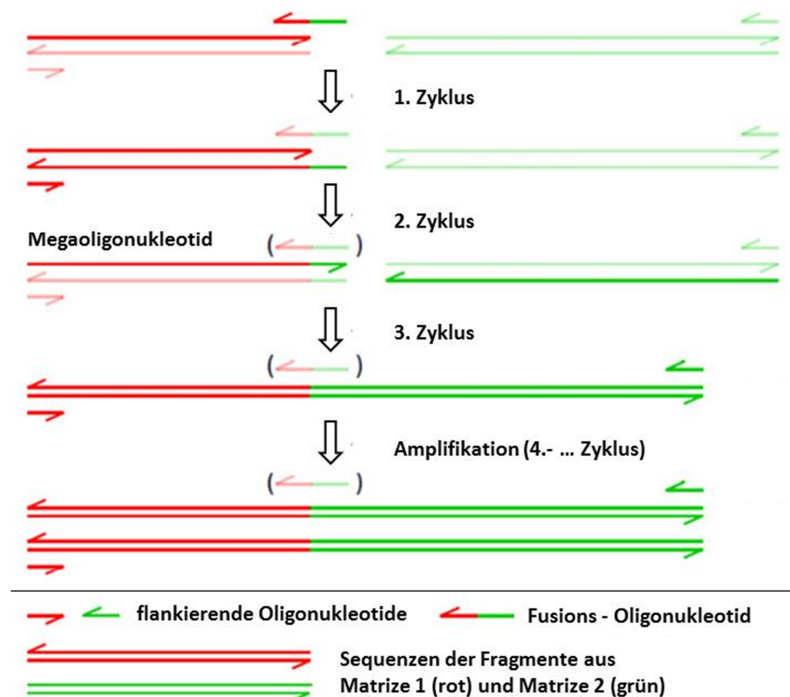 1. Zyklus
2. Zyklus
Megaoligonukleotid
( )
3. Zyklus
( )
Amplifikation (4.- ... Zyklus)
( )
flankierende Oligonukleotide
Fusions - Oligonukleotid
Sequenzen der Fragmente aus
Matrize 1 (rot) und Matrize 2 (grün)